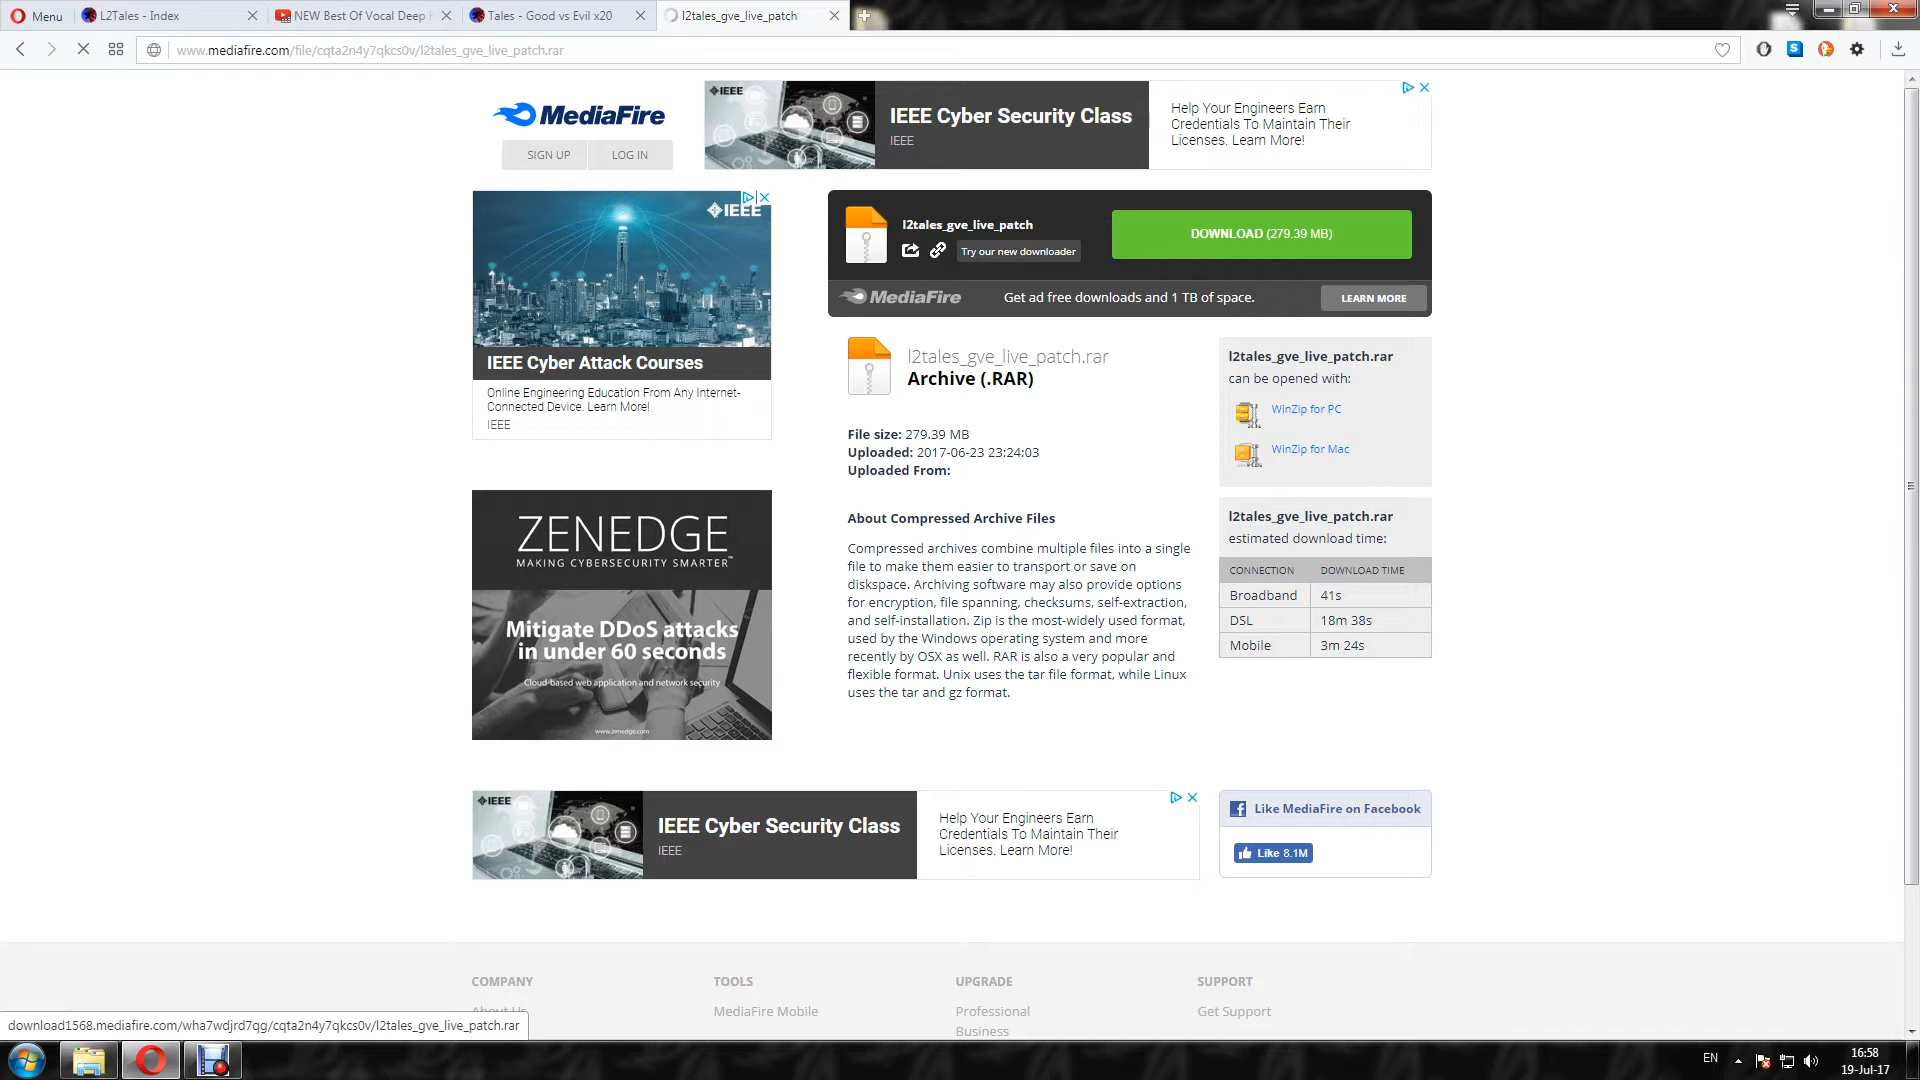 Menu
L2Tales - Index
NEW Best Of Vocal Deep
Tales - Good vs Evil x20
l2tales_gve_live_patch
www.mediafire.com/file/cqta2n4y7qkcs0v/l2tales_gve_live_patch.rar
MediaFire
SIGN UP
LOG IN
IEEE
IEEE Cyber Security Class
IEEE
Help Your Engineers Earn
Credentials To Maintain Their
Licenses. Learn More!
IEEE
IEEE Cyber Attack Courses
Online Engineering Education From Any Internet-
Connected Device. Learn More!
IEEE
l2tales_gve_live_patch
Try our new downloader
DOWNLOAD (279.39 MB)
MediaFire
Get ad free downloads and 1 TB of space.
LEARN MORE
l2tales_gve_live_patch.rar
Archive (.RAR)
File size: 279.39 MB
Uploaded: 2017-06-23 23:24:03
Uploaded From:
About Compressed Archive Files
Compressed archives combine multiple files into a single
file to make them easier to transport or save on
diskspace. Archiving software may also provide options
for encryption, file spanning, checksums, self-extraction,
and self-installation. Zip is the most-widely used format,
used by the Windows operating system and more
recently by OSX as well. RAR is also a very popular and
flexible format. Unix uses the tar file format, while Linux
uses the tar and gz format.
l2tales_gve_live_patch.rar
can be opened with:
WinZip for PC
WinZip for Mac
l2tales_gve_live_patch.rar
estimated download time:
CONNECTION DOWNLOAD TIME
Broadband 41s
DSL 18m 38s
Mobile 3m 24s
ZENEDGE™
MAKING CYBERSECURITY SMARTER
Mitigate DDoS attacks
in under 60 seconds
Cloud-based web application and network security
www.zenedge.com
IEEE
IEEE Cyber Security Class
IEEE
Help Your Engineers Earn
Credentials To Maintain Their
Licenses. Learn More!
Like MediaFire on Facebook
Like 8.1M
COMPANY
About Us
TOOLS
MediaFire Mobile
UPGRADE
Professional
Business
SUPPORT
Get Support
download1568.mediafire.com/wha7wdjrd7qg/cqta2n4y7qkcs0v/l2tales_gve_live_patch.rar
EN
16:58
19-Jul-17